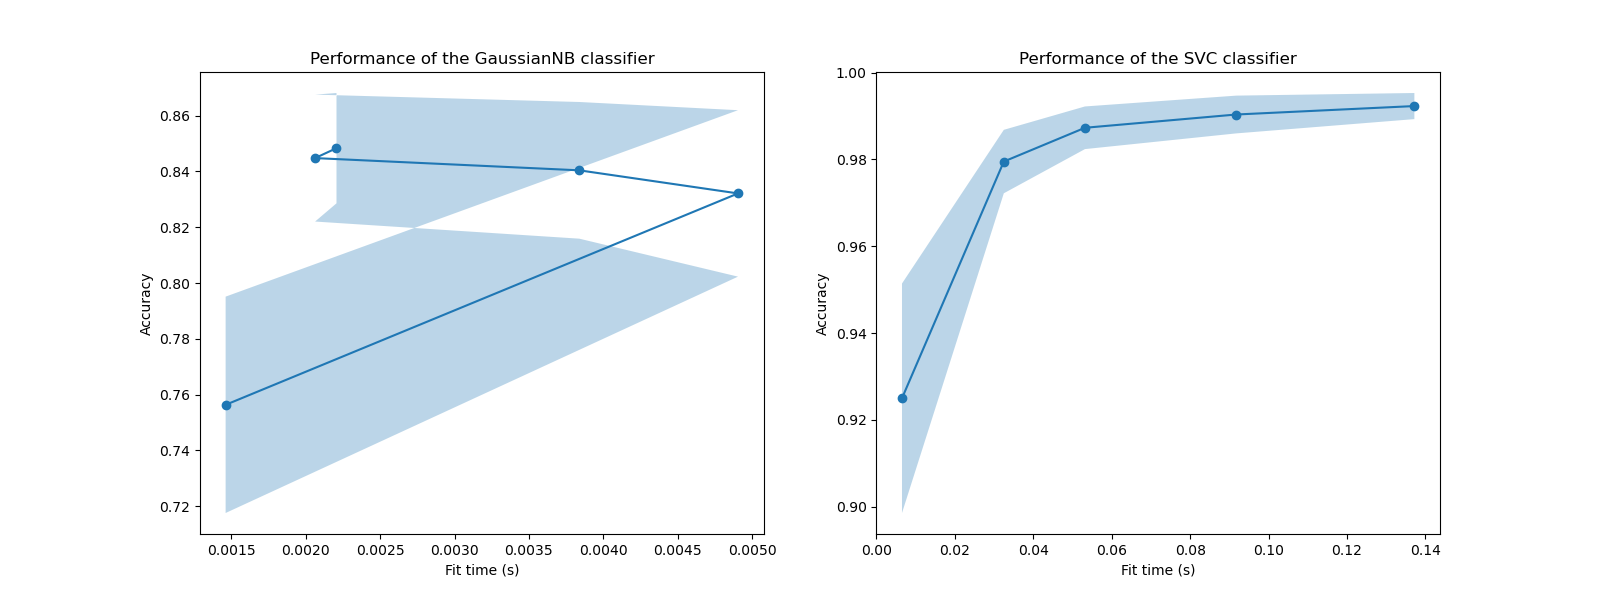 Performance of the GaussianNB classifier
Accuracy
0.86
0.84
0.82
0.80
0.78
0.76
0.74
0.72
0.0015 0.0020 0.0025 0.0030 0.0035 0.0040 0.0045 0.0050
Fit time (s)
Performance of the SVC classifier
Accuracy
1.00
0.98
0.96
0.94
0.92
0.90
0.00 0.02 0.04 0.06 0.08 0.10 0.12 0.14
Fit time (s)